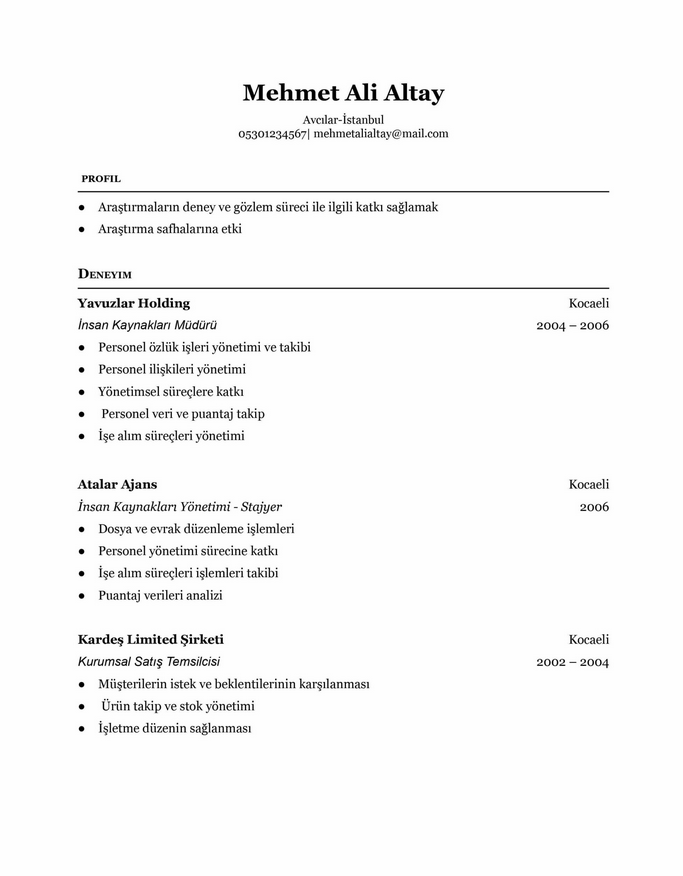 Mehmet Ali Altay
Avcılar-İstanbul
05301234567| mehmetalialtay@mail.com
PROFIL
● Araştırmaların deney ve gözlem süreci ile ilgili katkı sağlamak
● Araştırma safhalarına etki
DENEYIM
Yavuzlar Holding Kocaeli
İnsan Kaynakları Müdürü 2004 – 2006
● Personel özlük işleri yönetimi ve takibi
● Personel ilişkileri yönetimi
● Yönetimsel süreçlere katkı
● Personel veri ve puantaj takip
● İşe alım süreçleri yönetimi
Atalar Ajans Kocaeli
İnsan Kaynakları Yönetimi - Stajyer 2006
● Dosya ve evrak düzenleme işlemleri
● Personel yönetimi sürecine katkı
● İşe alım süreçleri işlemleri takibi
● Puantaj verileri analizi
Kardeş Limited Şirketi Kocaeli
Kurumsal Satış Temsilcisi 2002 – 2004
● Müşterilerin istek ve beklentilerinin karşılanması
● Ürün takip ve stok yönetimi
● İşletme düzenin sağlanması